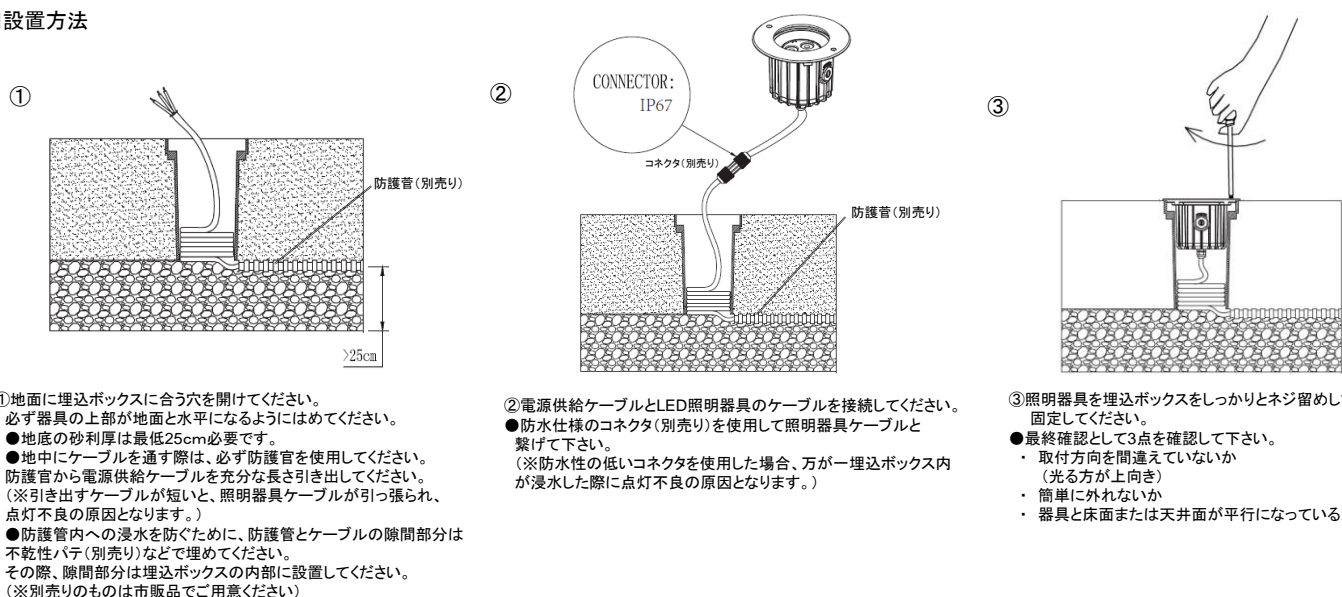 設置方法
①
防護菅（別売り）
>25cm
①地面に埋込ボックスに合う穴を開けてください。
必ず器具の上部が地面と水平になるようにはめてください。
●地底の砂利厚は最低25cm必要です。
●地中にケーブルを通す際は、必ず防護官を使用してください。
防護官から電源供給ケーブルを充分な長さ引き出してください。
（※引き出すケーブルが短いと、照明器具ケーブルが引っ張られ、
点灯不良の原因となります。）
●防護管内への浸水を防ぐために、防護管とケーブルの隙間部分は
不乾性パテ（別売り）などで埋めてください。
その際、隙間部分は埋込ボックスの内部に設置してください。
（※別売りのものは市販品でご用意ください）
②
CONNECTOR:
IP67
コネクタ（別売り）
防護菅（別売り）
②電源供給ケーブルとLED照明器具のケーブルを接続してください。
●防水仕様のコネクタ（別売り）を使用して照明器具ケーブルと
繋げて下さい。
（※防水性の低いコネクタを使用した場合、万が一埋込ボックス内
が浸水した際に点灯不良の原因となります。）
③
③照明器具を埋込ボックスをしっかりとネジ留めし
固定してください。
●最終確認として3点を確認して下さい。
・ 取付方向を間違えていないか
（光る方が上向き）
・ 簡単に外れないか
・ 器具と床面または天井面が平行になっている